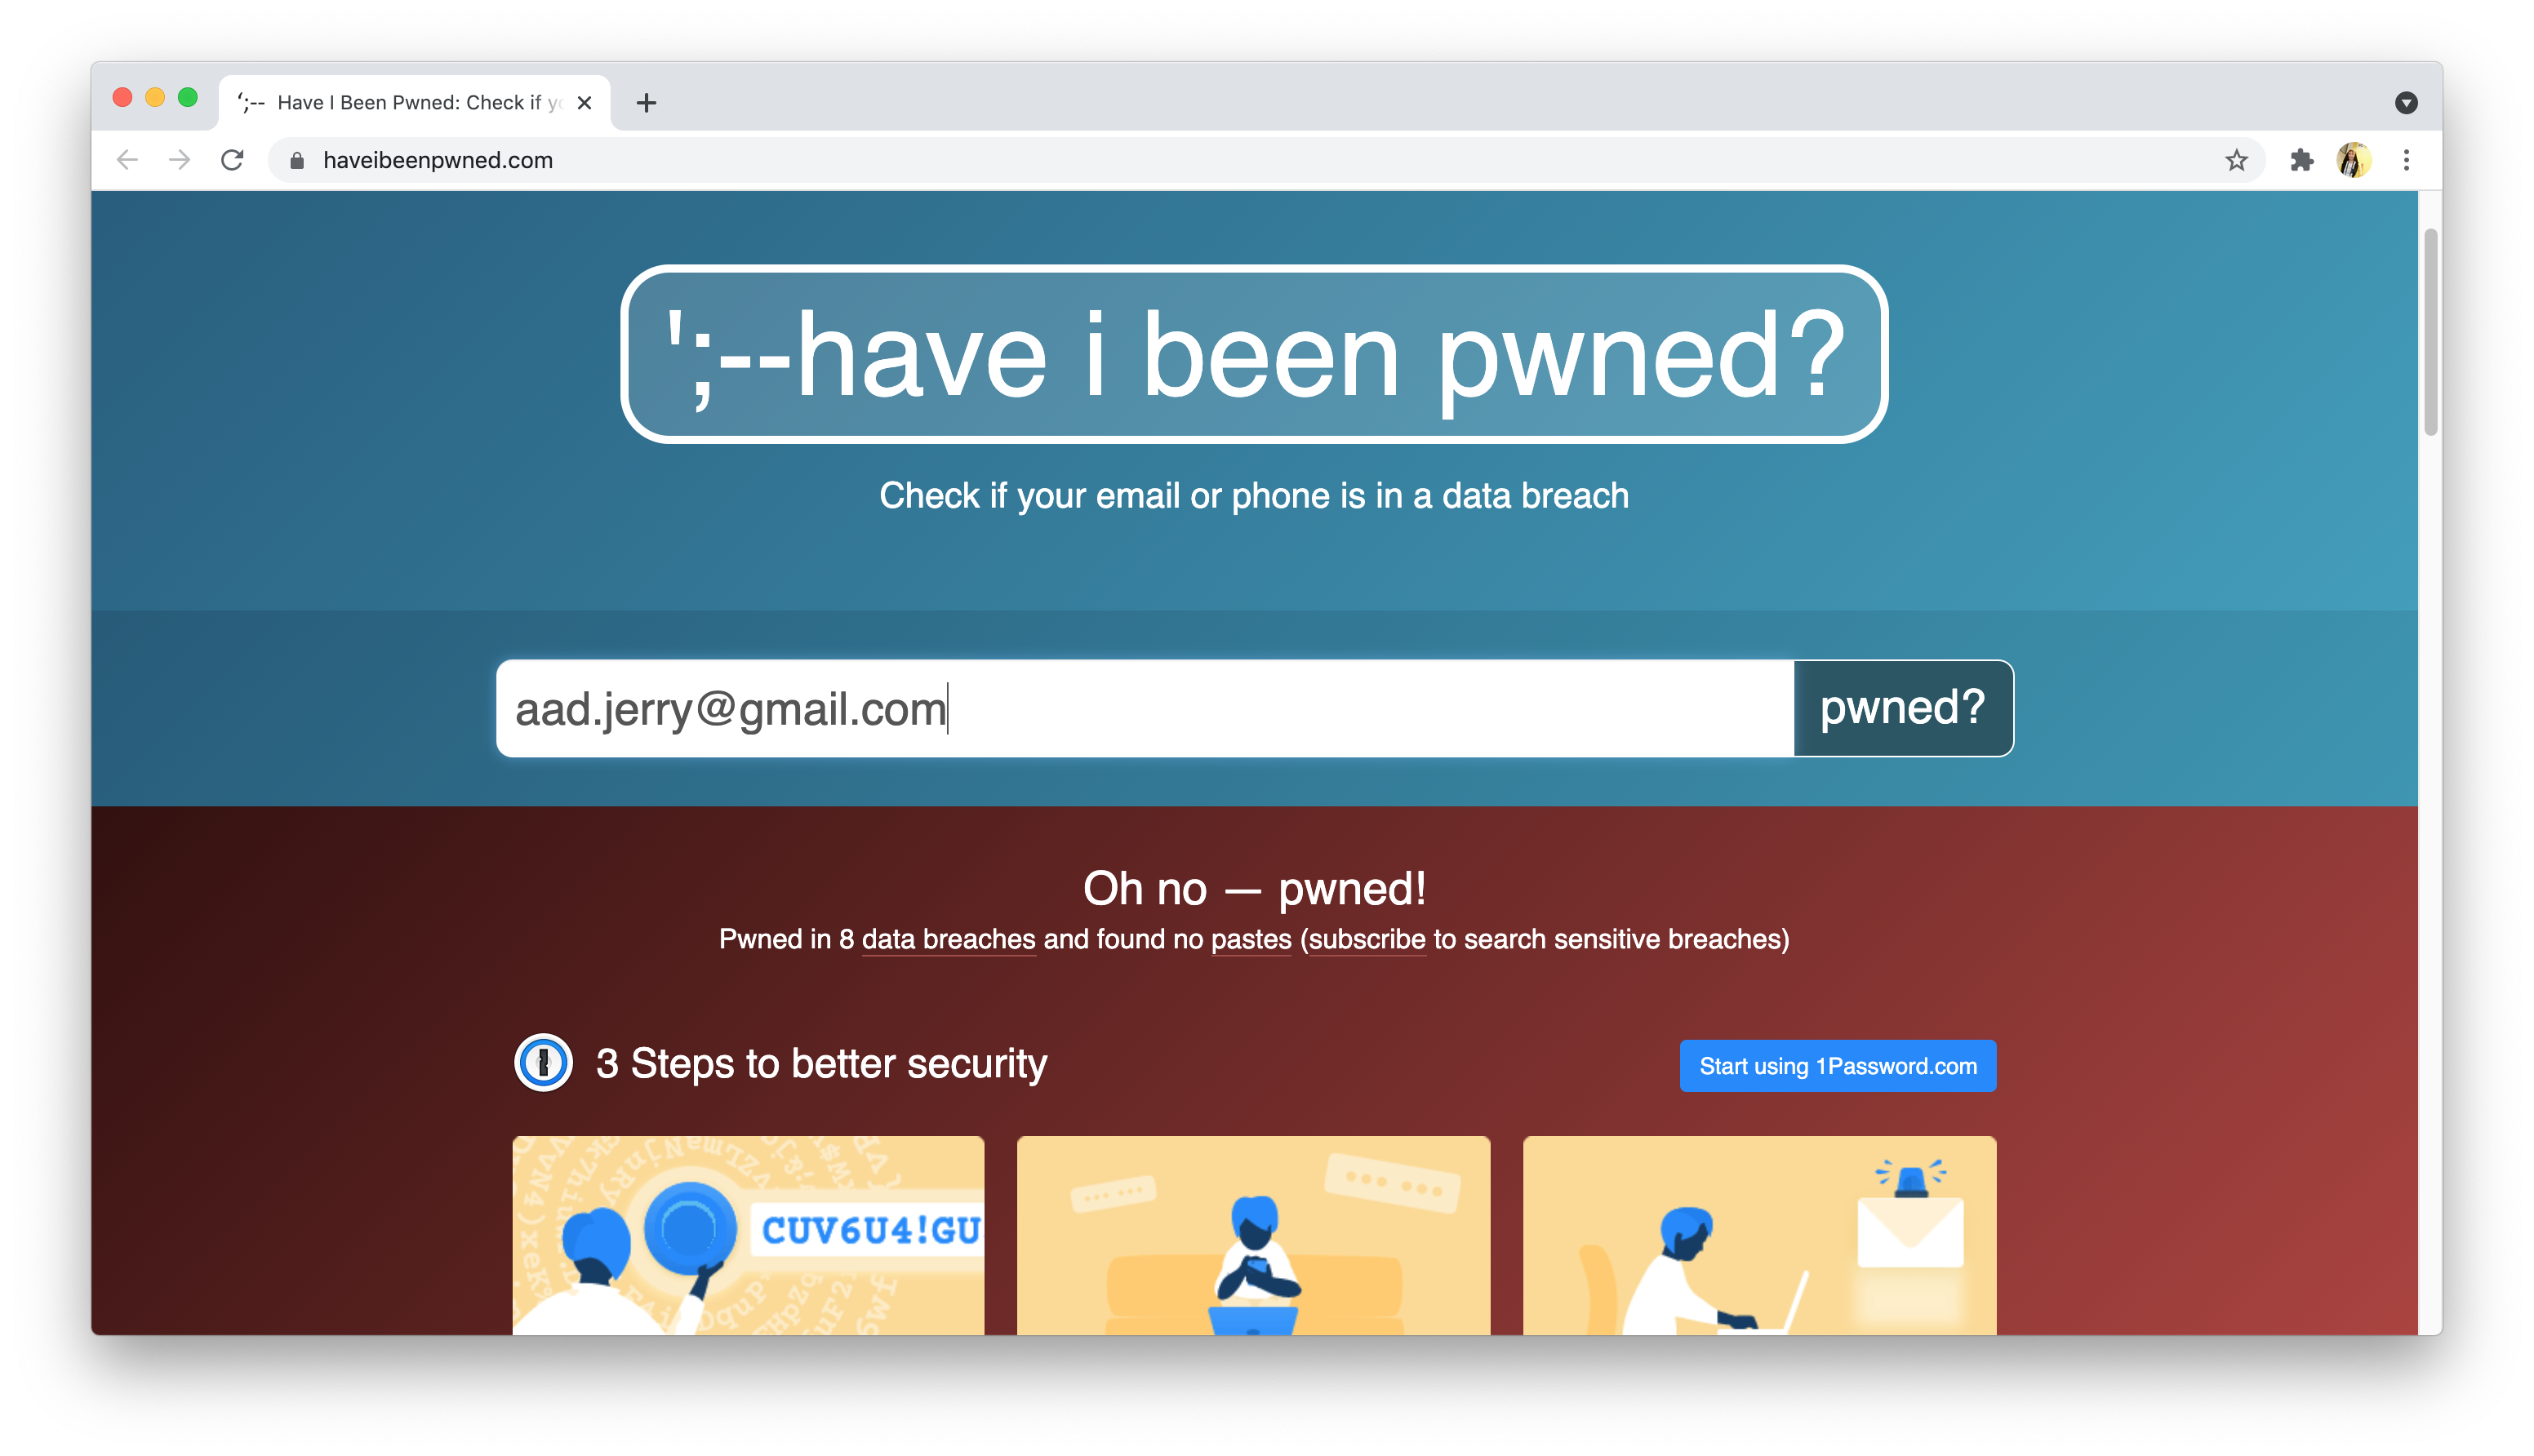 ';-- Have I Been Pwned: Check if
haveibeenpwned.com
';--have i been pwned?
Check if your email or phone is in a data breach
aad.jerry@gmail.com
pwned?
Oh no — pwned!
Pwned in 8 data breaches and found no pastes (subscribe to search sensitive breaches)
3 Steps to better security
Start using 1Password.com
CUV6U4!GU